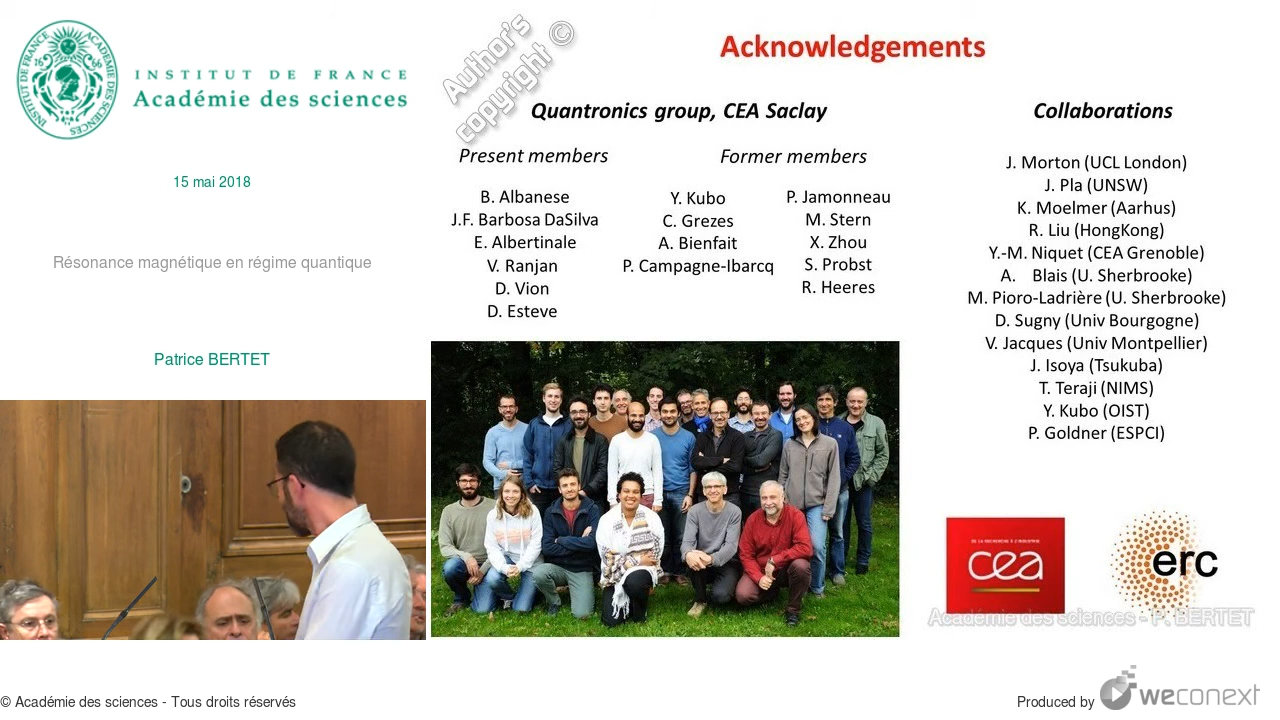 INSTITUT DE FRANCE
Académie des sciences
15 mai 2018
Résonance magnétique en régime quantique
Patrice BERTET
Author's
copyright ©
Acknowledgements
Quantronics group, CEA Saclay
Present members
B. Albanese
J.F. Barbosa DaSilva
E. Albertinale
V. Ranjan
D. Vion
D. Esteve
Former members
Y. Kubo
C. Grezes
A. Bienfait
P. Campagne-Ibarcq
P. Jamonneau
M. Stern
X. Zhou
S. Probst
R. Heeres
Collaborations
J. Morton (UCL London)
J. Pla (UNSW)
K. Moelmer (Aarhus)
R. Liu (HongKong)
Y.-M. Niquet (CEA Grenoble)
A. Blais (U. Sherbrooke)
M. Pioro-Ladrière (U. Sherbrooke)
D. Sugny (Univ Bourgogne)
V. Jacques (Univ Montpellier)
J. Isoya (Tsukuba)
T. Teraji (NIMS)
Y. Kubo (OIST)
P. Goldner (ESPCI)
DE LA RECHERCHE À L'INDUSTRIE
cea
erc
Académie des sciences - P. BERTET
© Académie des sciences - Tous droits réservés
Produced by weconext